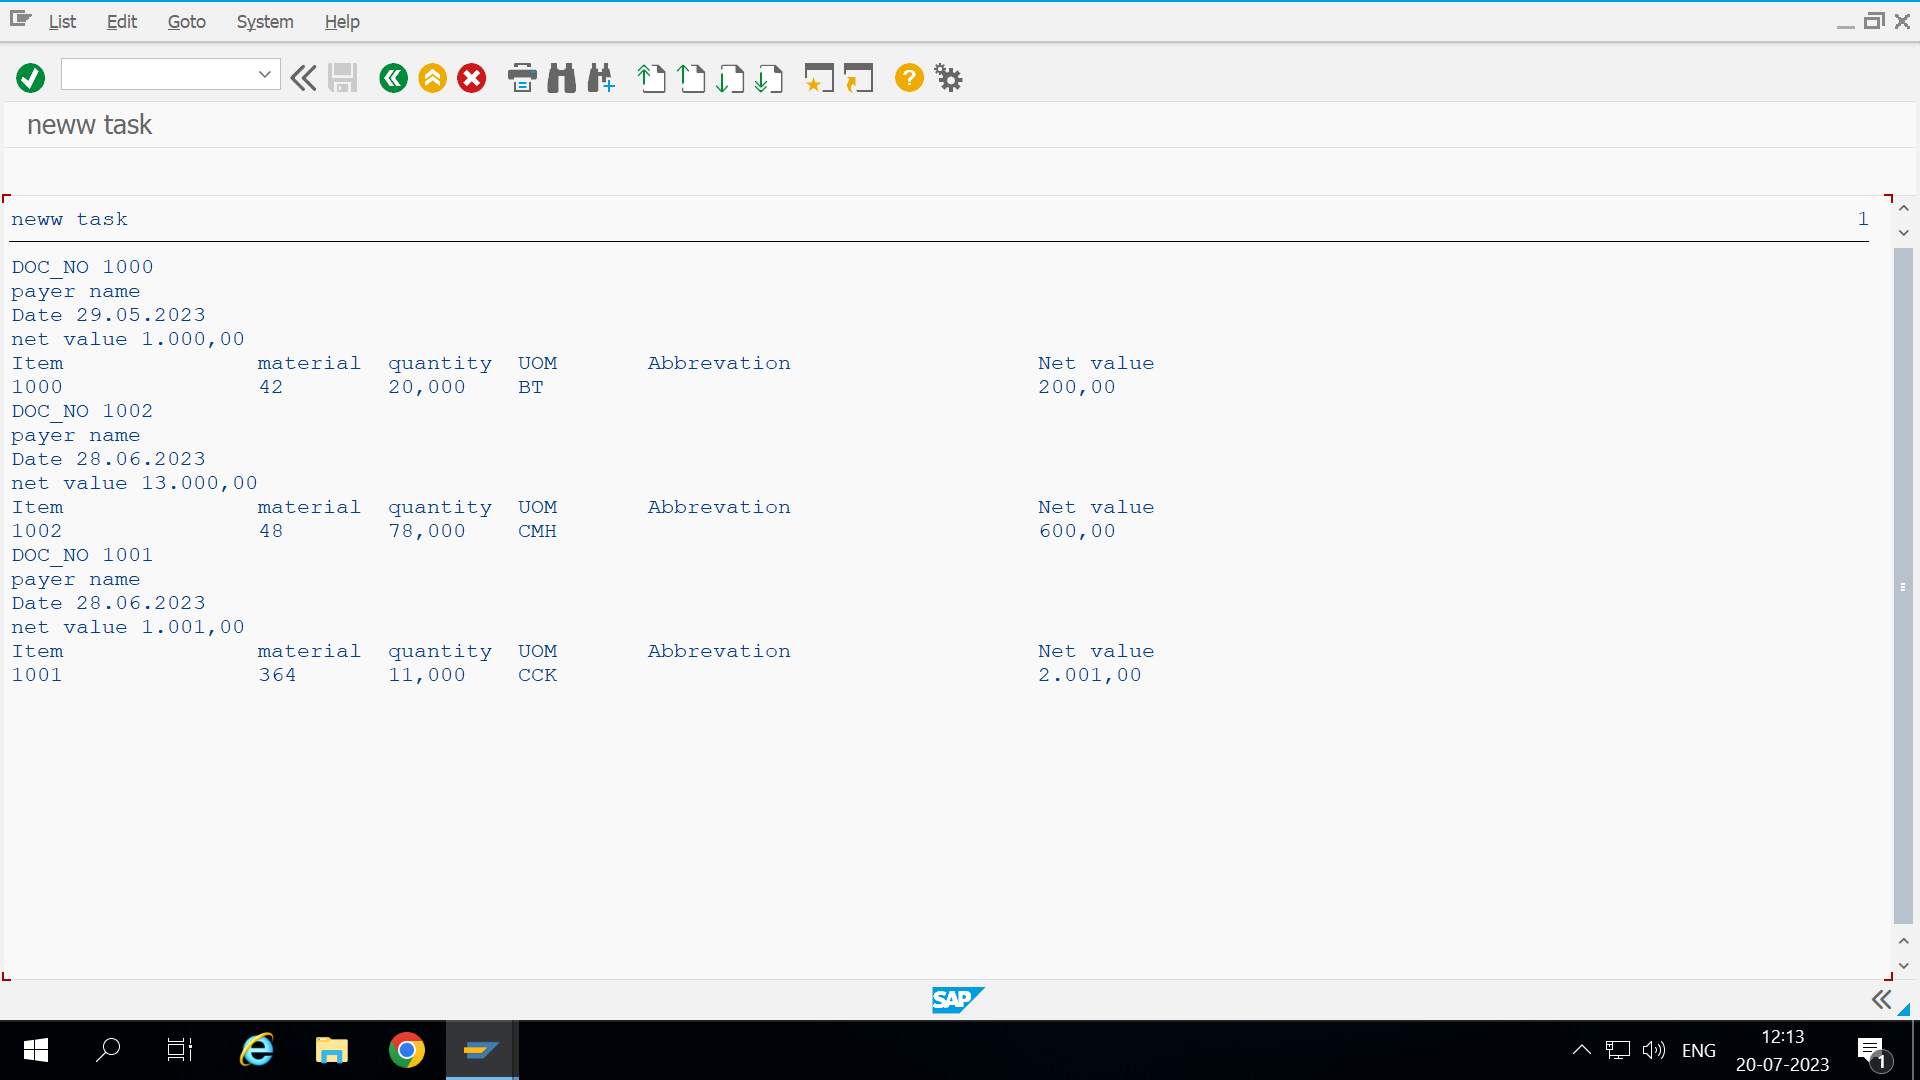 List Edit Goto System Help
neww task
neww task 1
DOC_NO 1000
payer name
Date 29.05.2023
net value 1.000,00
Item material quantity UOM Abbrevation Net value
1000 42 20,000 BT 200,00
DOC_NO 1002
payer name
Date 28.06.2023
net value 13.000,00
Item material quantity UOM Abbrevation Net value
1002 48 78,000 CMH 600,00
DOC_NO 1001
payer name
Date 28.06.2023
net value 1.001,00
Item material quantity UOM Abbrevation Net value
1001 364 11,000 CCK 2.001,00
SAP
ENG
12:13
20-07-2023
1